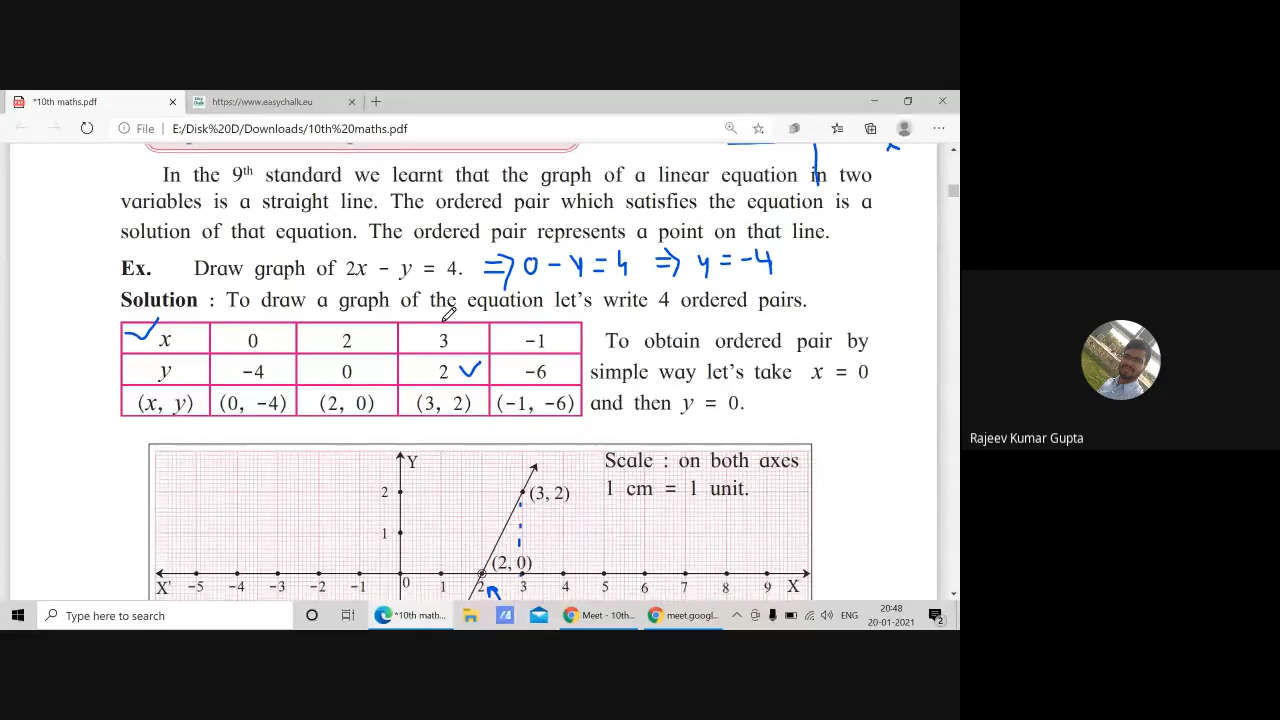 *10th maths.pdf
https://www.easychalk.eu
File | E:/Disk%20D/Downloads/10th%20maths.pdf
In the 9th standard we learnt that the graph of a linear equation in two
variables is a straight line. The ordered pair which satisfies the equation is a
solution of that equation. The ordered pair represents a point on that line.
Ex. Draw graph of 2x - y = 4. ⇒ 0 - y = 4 ⇒ y = -4
Solution : To draw a graph of the equation let's write 4 ordered pairs.
x 0 2 3 -1 To obtain ordered pair by
y -4 0 2 -6 simple way let's take x = 0
(x, y) (0, -4) (2, 0) (3, 2) (-1, -6) and then y = 0.
Y Scale : on both axes
2 (3, 2) 1 cm = 1 unit.
1
(2, 0)
X' -5 -4 -3 -2 -1 0 1 2 3 4 5 6 7 8 9 X
Rajeev Kumar Gupta
Type here to search
*10th math...
Meet - 10th...
meet.googl...
ENG
20:48
20-01-2021
2